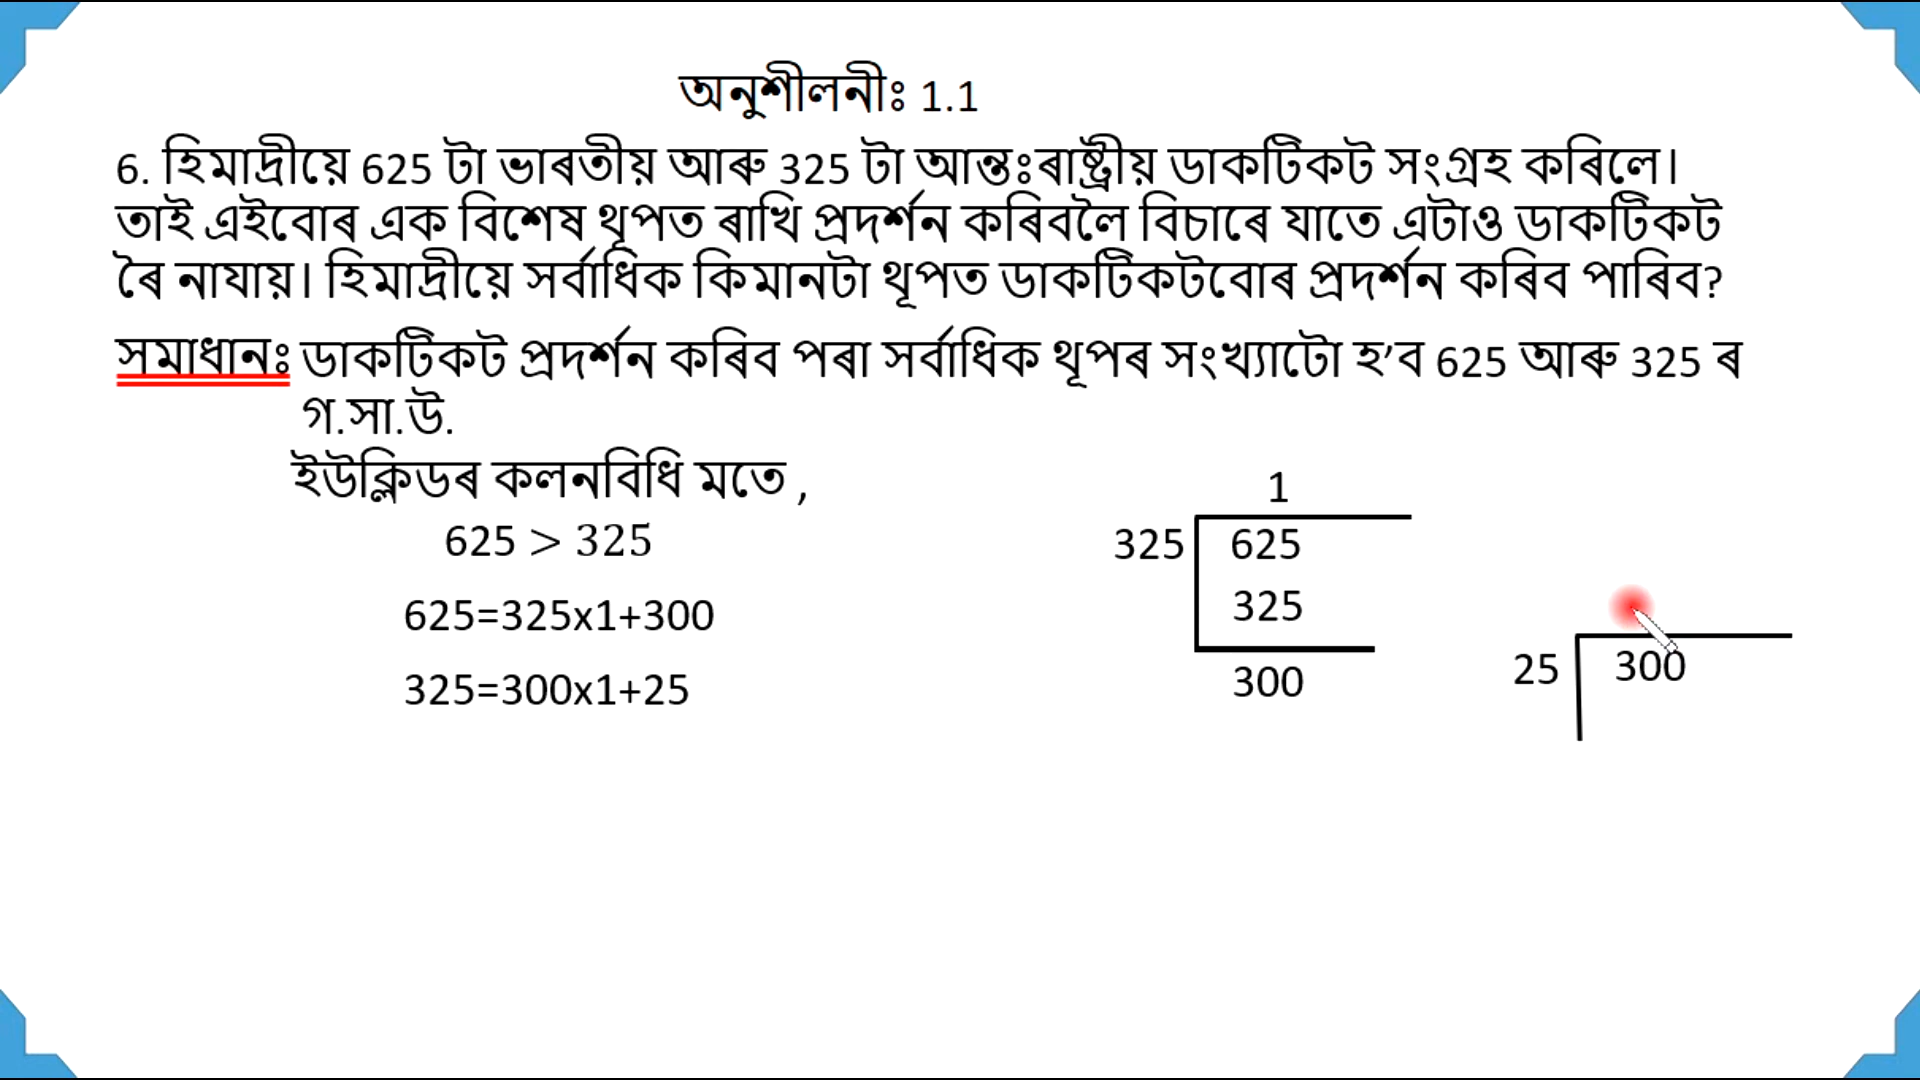 অনুশীলনীঃ 1.1
6. হিমাদ্ৰীয়ে 625 টা ভাৰতীয় আৰু 325 টা আন্তঃৰাষ্ট্ৰীয় ডাকটিকট সংগ্ৰহ কৰিলে।
তাই এইবোৰ এক বিশেষ থূপত ৰাখি প্ৰদৰ্শন কৰিবলৈ বিচাৰে যাতে এটাও ডাকটিকট
ৰৈ নাযায়। হিমাদ্ৰীয়ে সৰ্বাধিক কিমানটা থূপত ডাকটিকটবোৰ প্ৰদৰ্শন কৰিব পাৰিব?
সমাধানঃ ডাকটিকট প্ৰদৰ্শন কৰিব পৰা সৰ্বাধিক থূপৰ সংখ্যাটো হ’ব 625 আৰু 325 ৰ
গ.সা.উ.
ইউক্লিডৰ কলনবিধি মতে ,
625 > 325
625=325x1+300
325=300x1+25
1
325 625
325
300
25 300